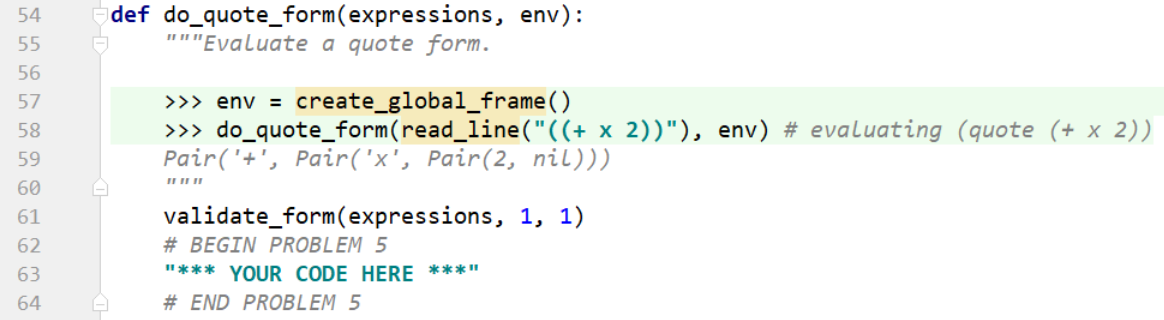 54 def do_quote_form(expressions, env):
55     """Evaluate a quote form.
56
57     >>> env = create_global_frame()
58     >>> do_quote_form(read_line("((+ x 2))"), env) # evaluating (quote (+ x 2))
59     Pair('+', Pair('x', Pair(2, nil)))
60     """
61     validate_form(expressions, 1, 1)
62     # BEGIN PROBLEM 5
63     "*** YOUR CODE HERE ***"
64     # END PROBLEM 5